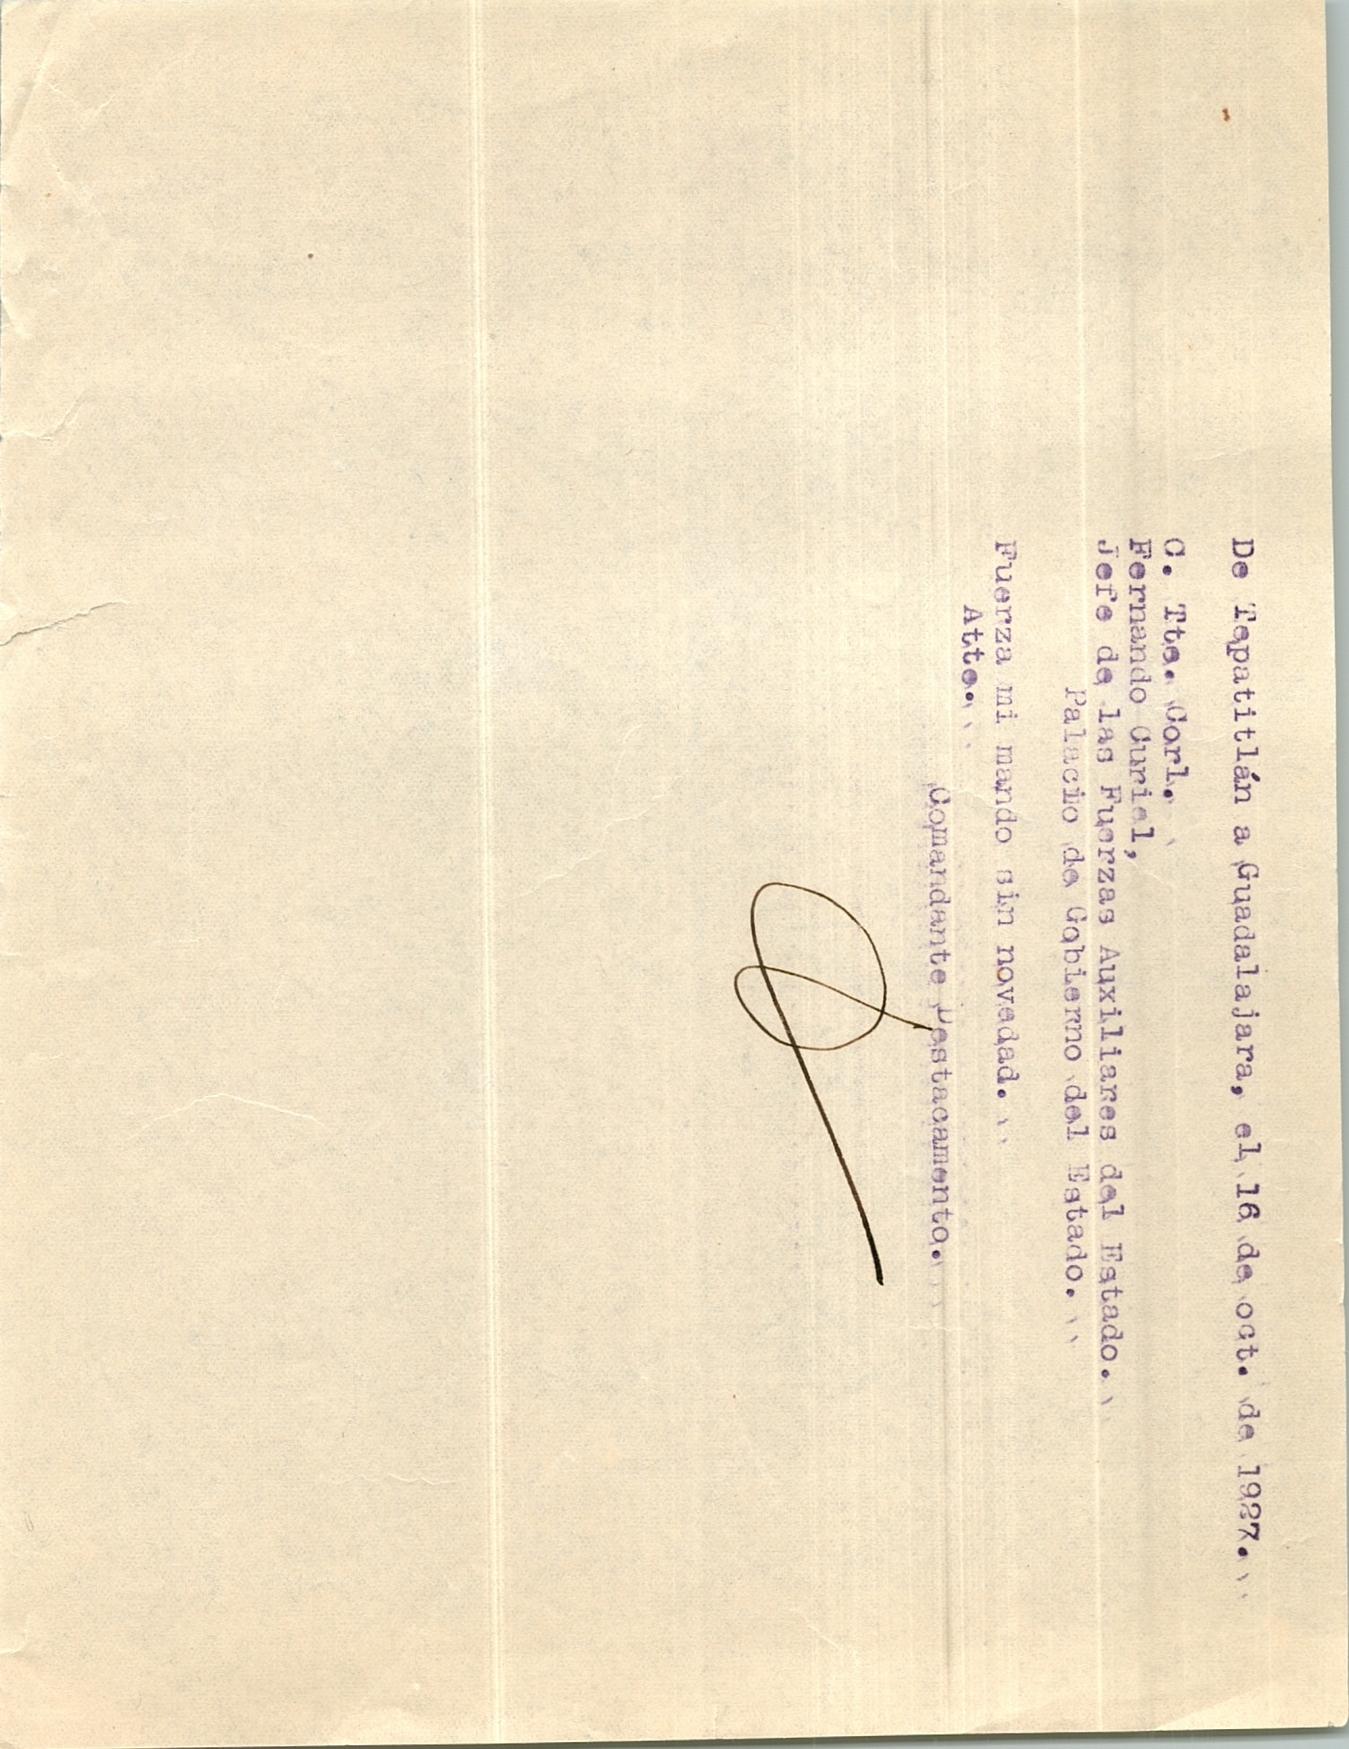 De Tepatitlán a Guadalajara, el 16 de oct. de 1927.
C. Tte. Corl.
Fernando Curiel,
Jefe de las Fuerzas Auxiliares del Estado.
Palacio de Gobierno del Estado.
Fuerza mi mando sin novedad.
Atte.
Comandante Destacamento.